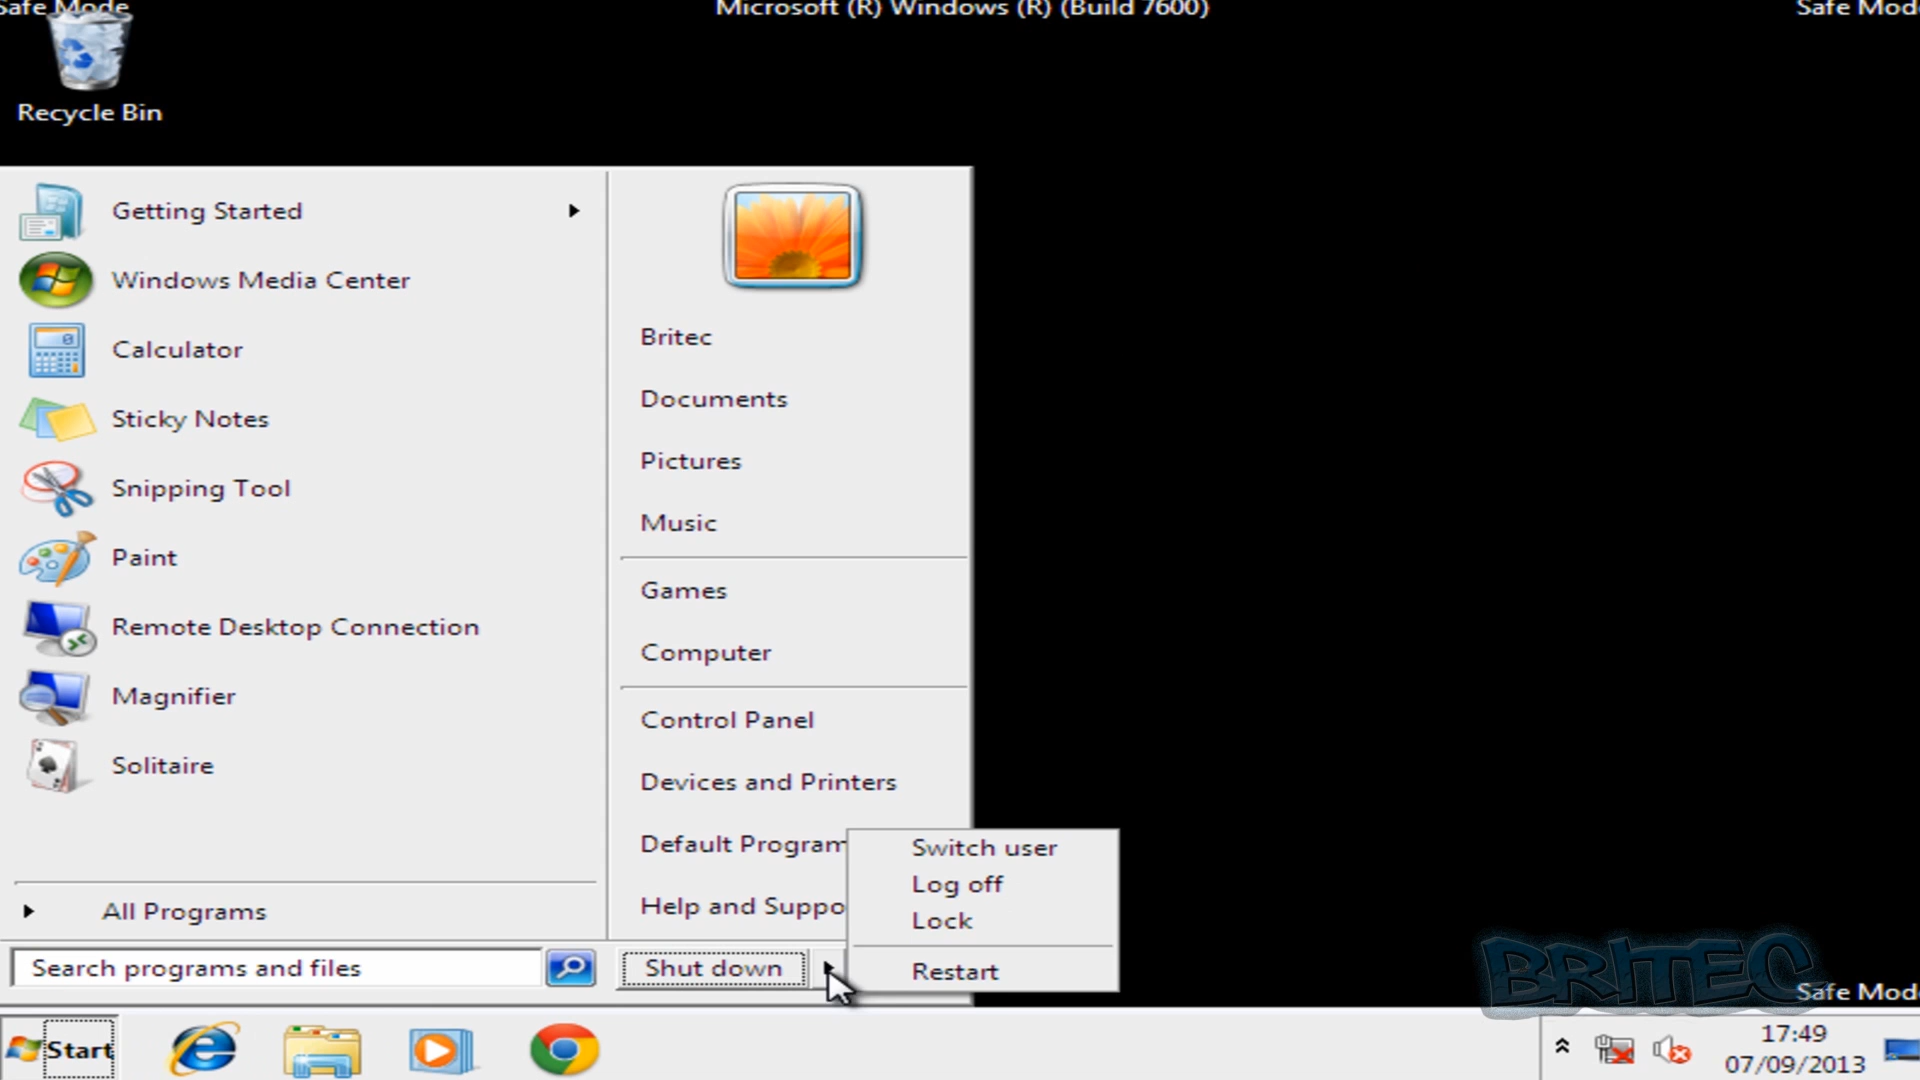 Safe Mode
Microsoft (R) Windows (R) (Build 7600)
Safe Mod
Recycle Bin
Getting Started
Windows Media Center
Calculator
Sticky Notes
Snipping Tool
Paint
Remote Desktop Connection
Magnifier
Solitaire
All Programs
Search programs and files
Britec
Documents
Pictures
Music
Games
Computer
Control Panel
Devices and Printers
Default Program
Help and Suppo
Shut down
Switch user
Log off
Lock
Restart
BRITEC
Safe Mod
Start
17:49
07/09/2013